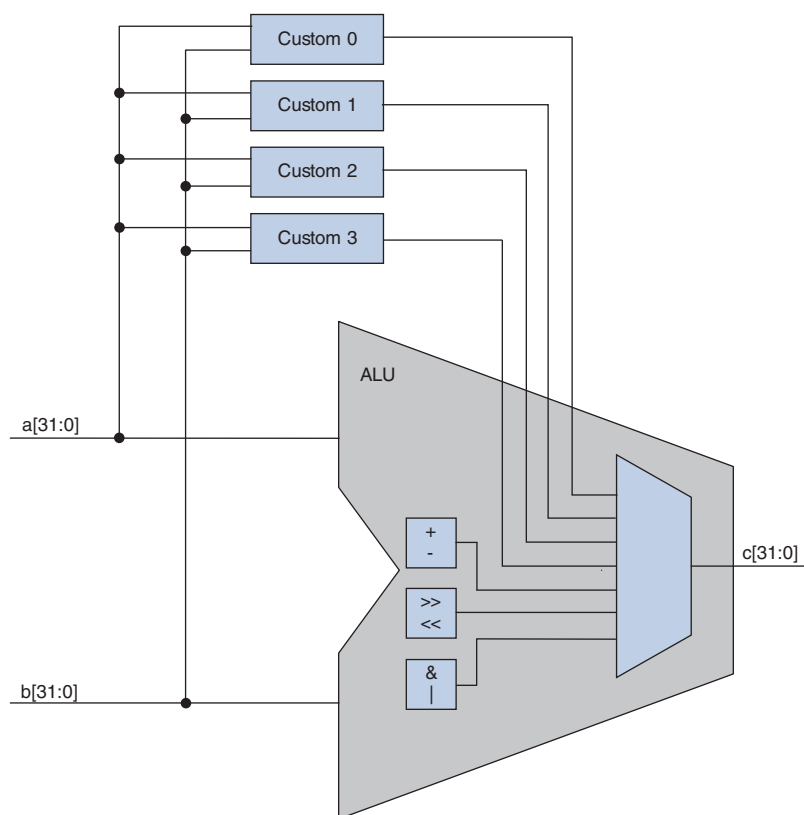 Custom 0
Custom 1
Custom 2
Custom 3
ALU
a[31:0]
+
-
c[31:0]
>>
<<
&
|
b[31:0]